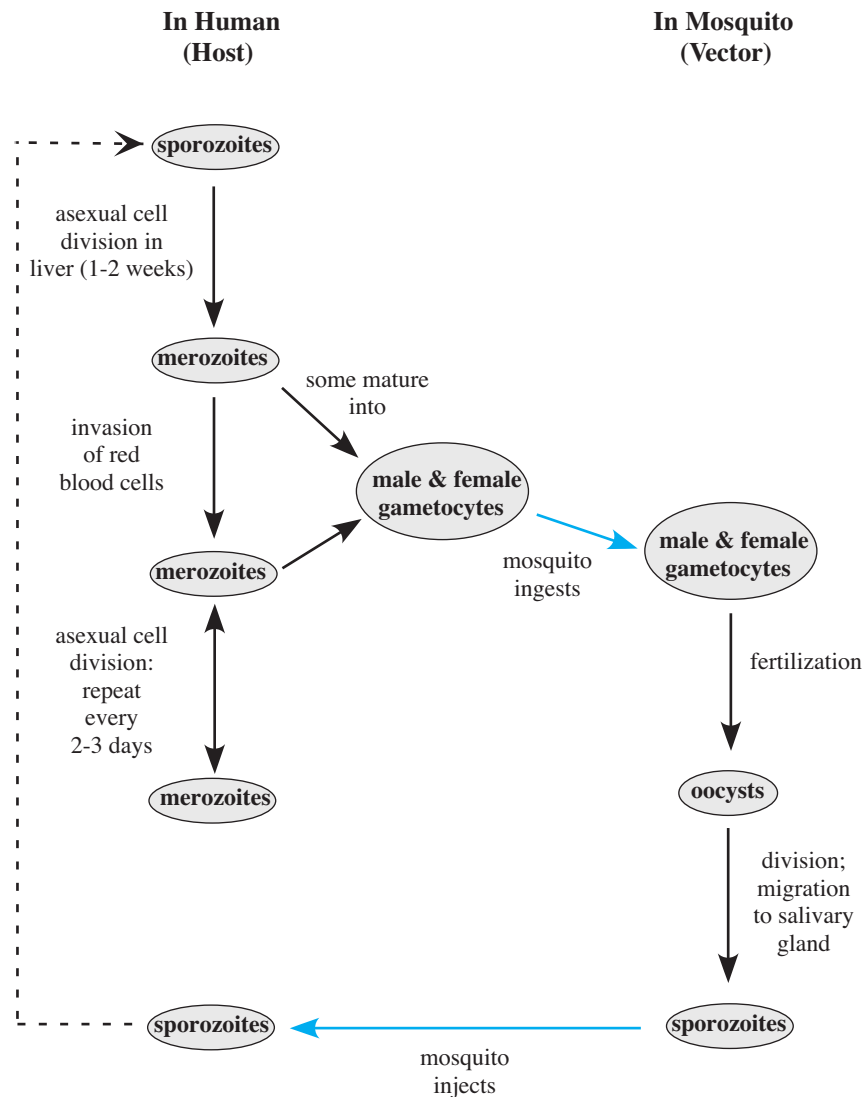 In Human
(Host)
In Mosquito
(Vector)
sporozoites
asexual cell
division in
liver (1-2 weeks)
merozoites
some mature
into
invasion
of red
blood cells
male & female
gametocytes
mosquito
ingests
male & female
gametocytes
merozoites
asexual cell
division:
repeat
every
2-3 days
fertilization
merozoites
oocysts
division;
migration
to salivary
gland
sporozoites
sporozoites
mosquito
injects